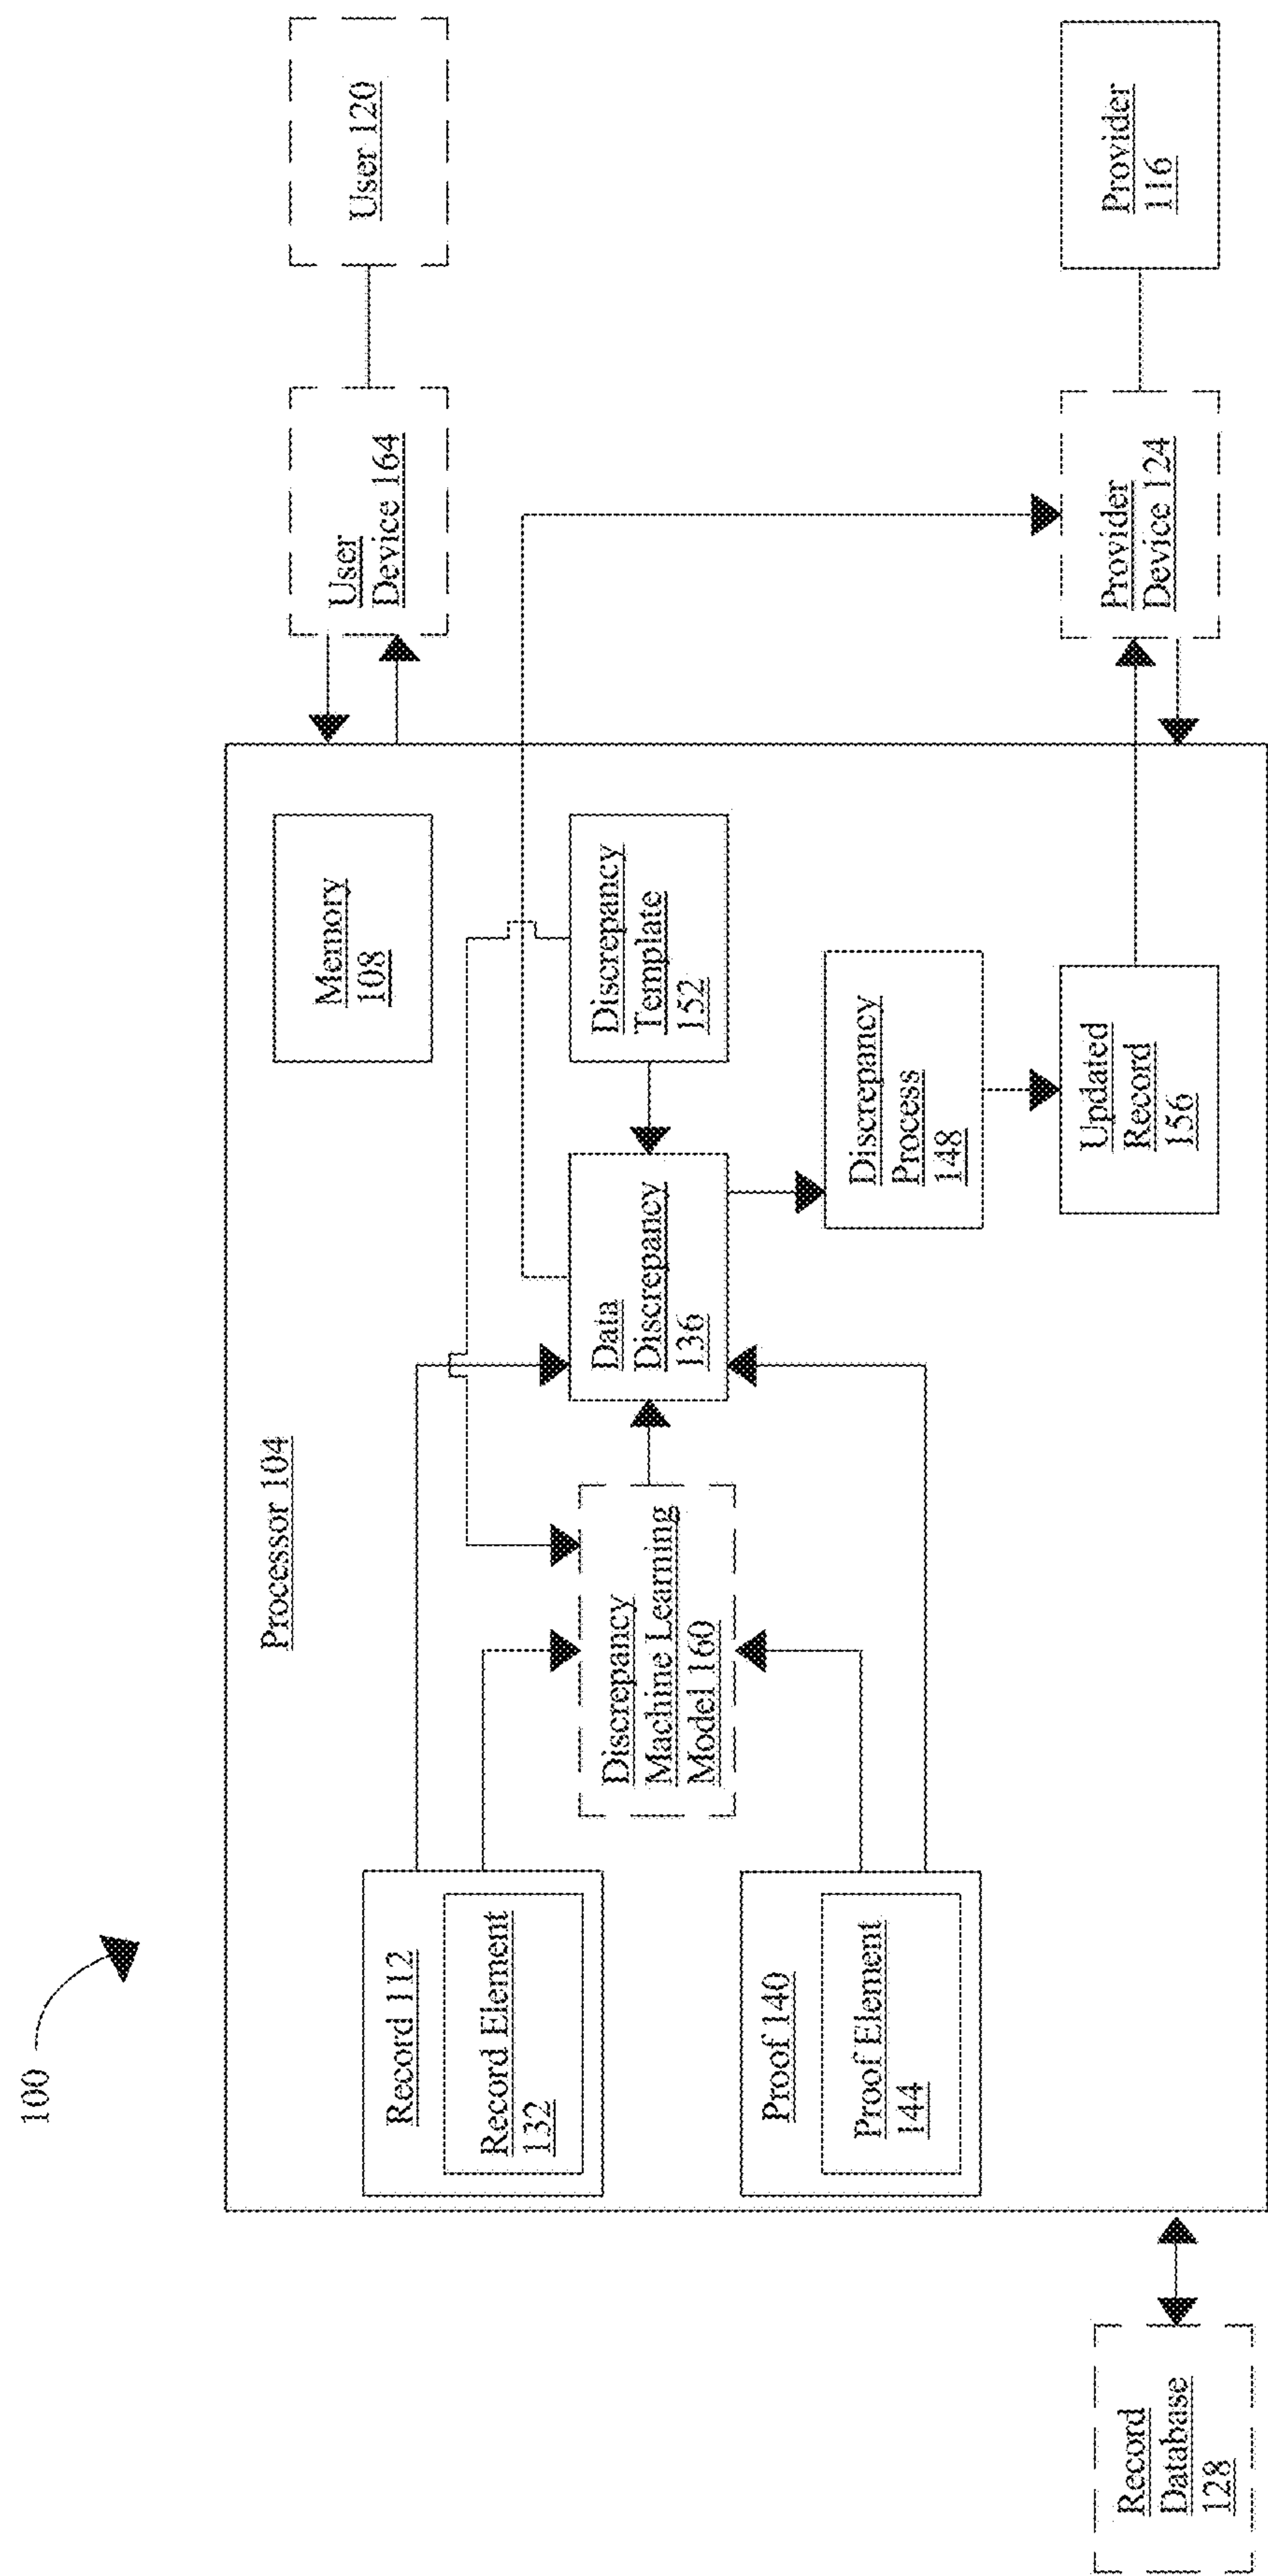 100
Processor 104
Record 112
Record Element
132
Proof 140
Proof Element
144
Discrepancy
Machine Learning
Model 160
Data
Discrepancy
136
Discrepancy
Template
152
Memory
108
Discrepancy
Process
148
Updated
Record
156
User
Device 164
User 120
Provider
Device 124
Provider
116
Record
Database
128